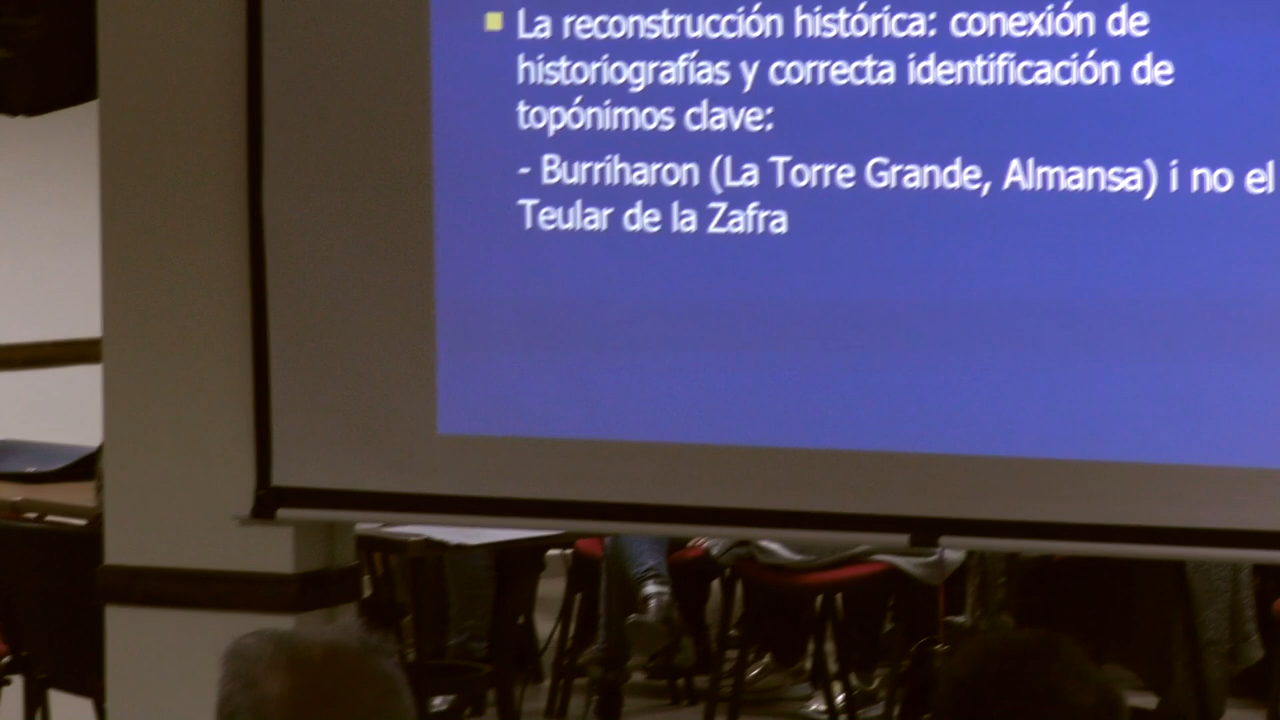 La reconstrucción histórica: conexión de
historiografías y correcta identificación de
topónimos clave:
- Burriharon (La Torre Grande, Almansa) i no el
Teular de la Zafra